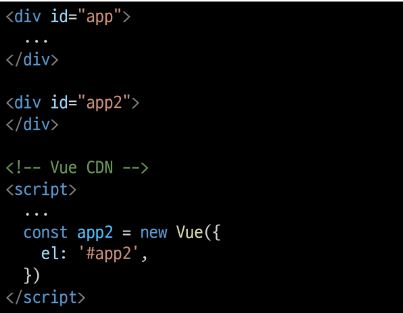 <div id="app">
  ...
</div>

<div id="app2">
</div>

<!-- Vue CDN -->
<script>
  ...
  const app2 = new Vue({
    el: '#app2',
  })
</script>